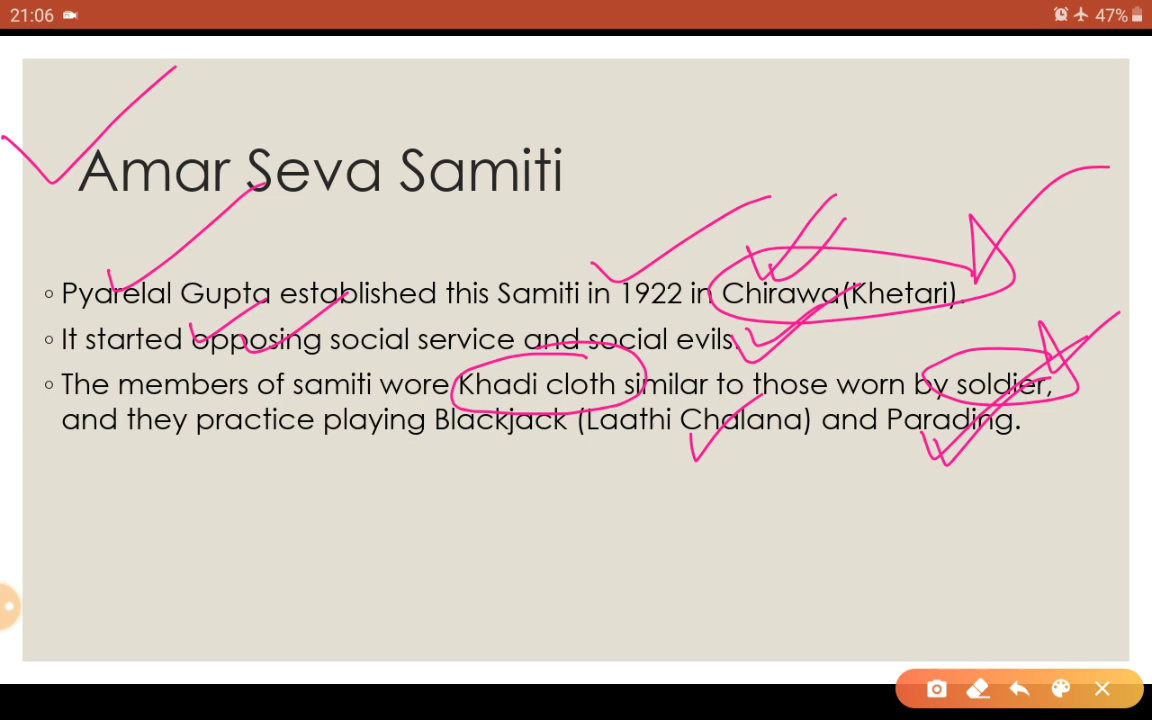 21:06
47%
Amar Seva Samiti
◦ Pyarelal Gupta established this Samiti in 1922 in Chirawa(Khetari).
◦ It started opposing social service and social evils.
◦ The members of samiti wore Khadi cloth similar to those worn by soldier,
and they practice playing Blackjack (Laathi Chalana) and Parading.